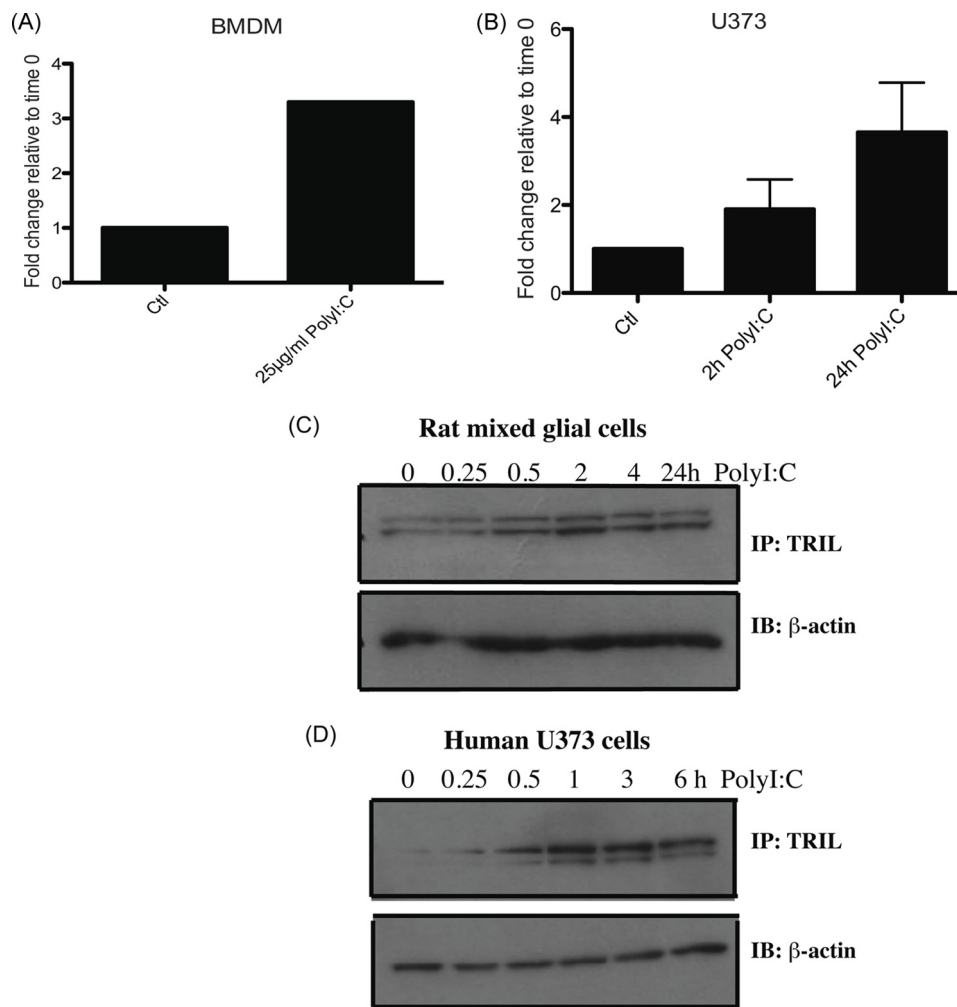 (A)
BMDM
Fold change relative to time 0
4
3
2
1
0
Ctl
25µg/ml PolyI:C
(B)
U373
Fold change relative to time 0
6
4
2
0
Ctl
2h PolyI:C
24h PolyI:C
(C)
Rat mixed glial cells
0 0.25 0.5 2 4 24h PolyI:C
IP: TRIL
IB: β-actin
(D)
Human U373 cells
0 0.25 0.5 1 3 6 h PolyI:C
IP: TRIL
IB: β-actin